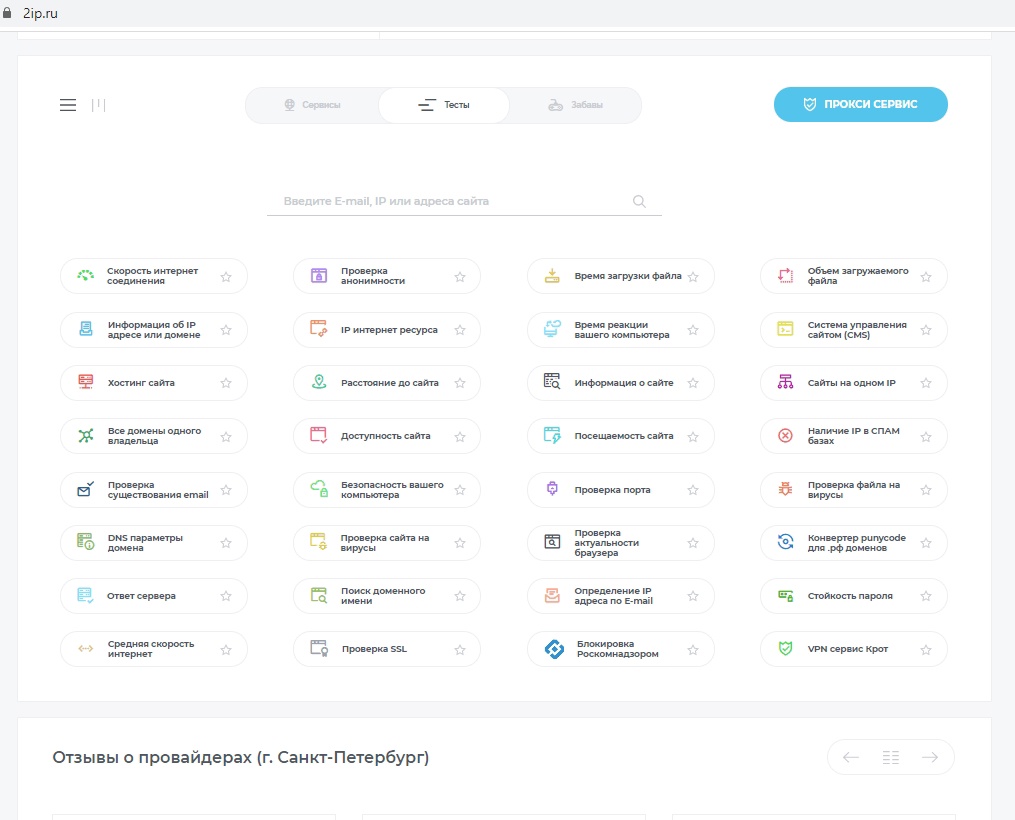 2ip.ru
Сервисы
Тесты
Забавы
ПРОКСИ СЕРВИС
Введите E-mail, IP или адреса сайта
Скорость интернет
соединения
Проверка
анонимности
Время загрузки файла
Объем загружаемого
файла
Информация об IP
адресе или домене
IP интернет ресурса
Время реакции
вашего компьютера
Система управления
сайтом (CMS)
Хостинг сайта
Расстояние до сайта
Информация о сайте
Сайты на одном IP
Все домены одного
владельца
Доступность сайта
Посещаемость сайта
Наличие IP в СПАМ
базах
Проверка
существования email
Безопасность вашего
компьютера
Проверка порта
Проверка файла на
вирусы
DNS параметры
домена
Проверка сайта на
вирусы
Проверка
актуальности
браузера
Конвертер punycode
для .рф доменов
Ответ сервера
Поиск доменного
имени
Определение IP
адреса по E-mail
Стойкость пароля
Средняя скорость
интернет
Проверка SSL
Блокировка
Роскомнадзором
VPN сервис Крот
Отзывы о провайдерах (г. Санкт-Петербург)